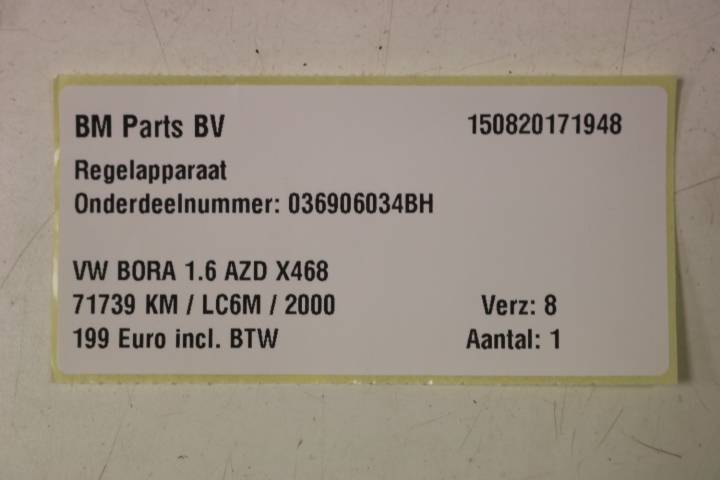 BM Parts BV 150820171948
Regelapparaat
Onderdeelnummer: 036906034BH
VW BORA 1.6 AZD X468
71739 KM / LC6M / 2000 Verz: 8
199 Euro incl. BTW Aantal: 1